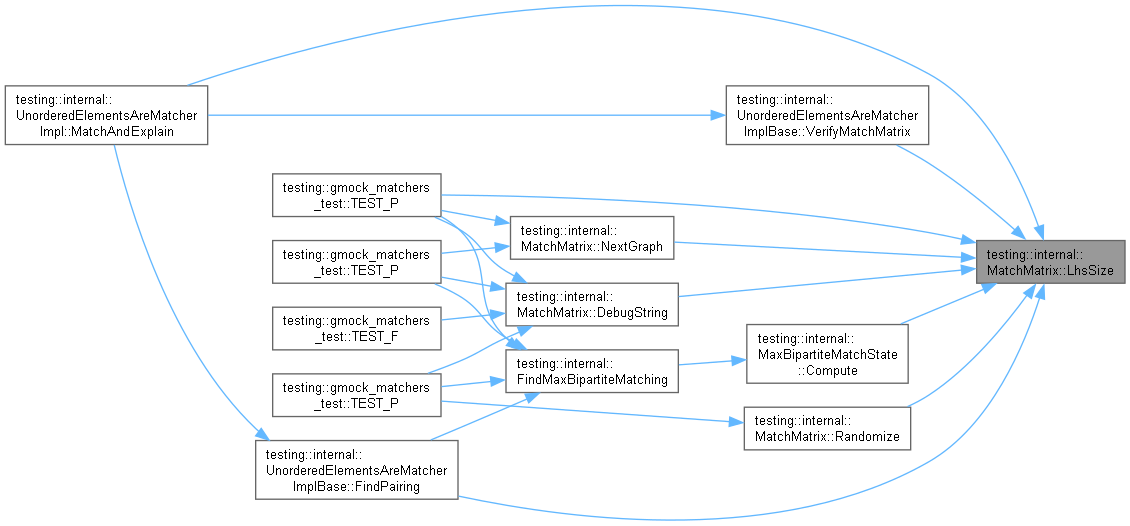 testing::internal::
UnorderedElementsAreMatcher
Impl::MatchAndExplain
testing::internal::
UnorderedElementsAreMatcher
ImplBase::VerifyMatchMatrix
testing::gmock_matchers
_test::TEST_P
testing::internal::
MatchMatrix::NextGraph
testing::gmock_matchers
_test::TEST_P
testing::internal::
MatchMatrix::LhsSize
testing::internal::
MatchMatrix::DebugString
testing::gmock_matchers
_test::TEST_F
testing::internal::
MaxBipartiteMatchState
::Compute
testing::internal::
FindMaxBipartiteMatching
testing::gmock_matchers
_test::TEST_P
testing::internal::
MatchMatrix::Randomize
testing::internal::
UnorderedElementsAreMatcher
ImplBase::FindPairing